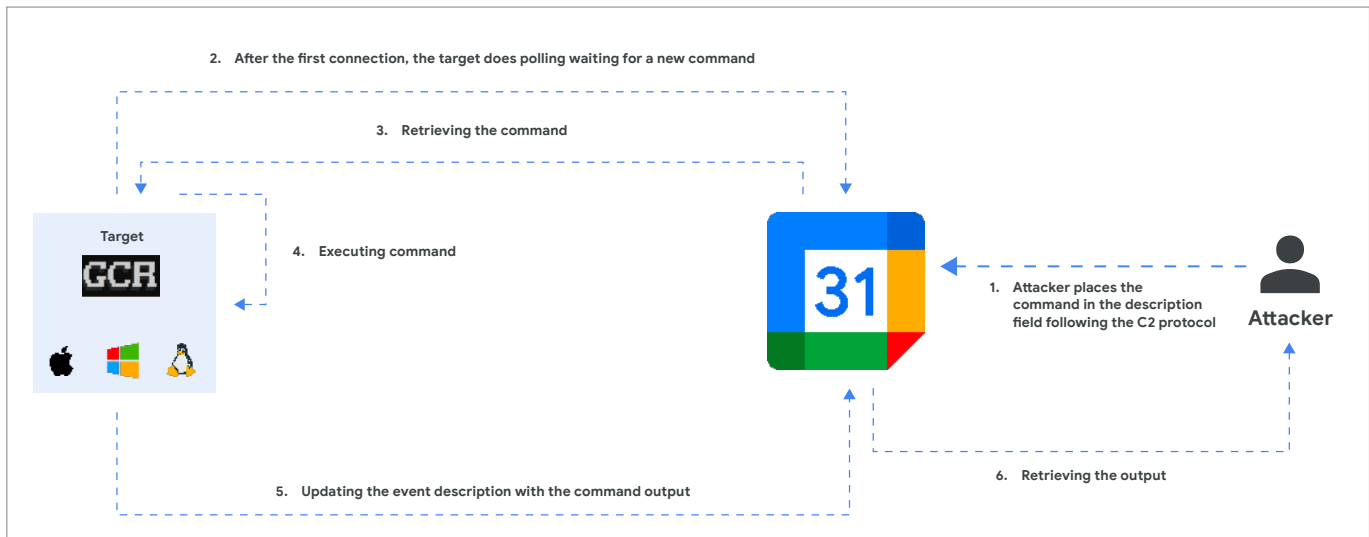 2. After the first connection, the target does polling waiting for a new command
3. Retrieving the command
Target
GCR
4. Executing command
31
1. Attacker places the
command in the description
field following the C2 protocol
Attacker
5. Updating the event description with the command output
6. Retrieving the output